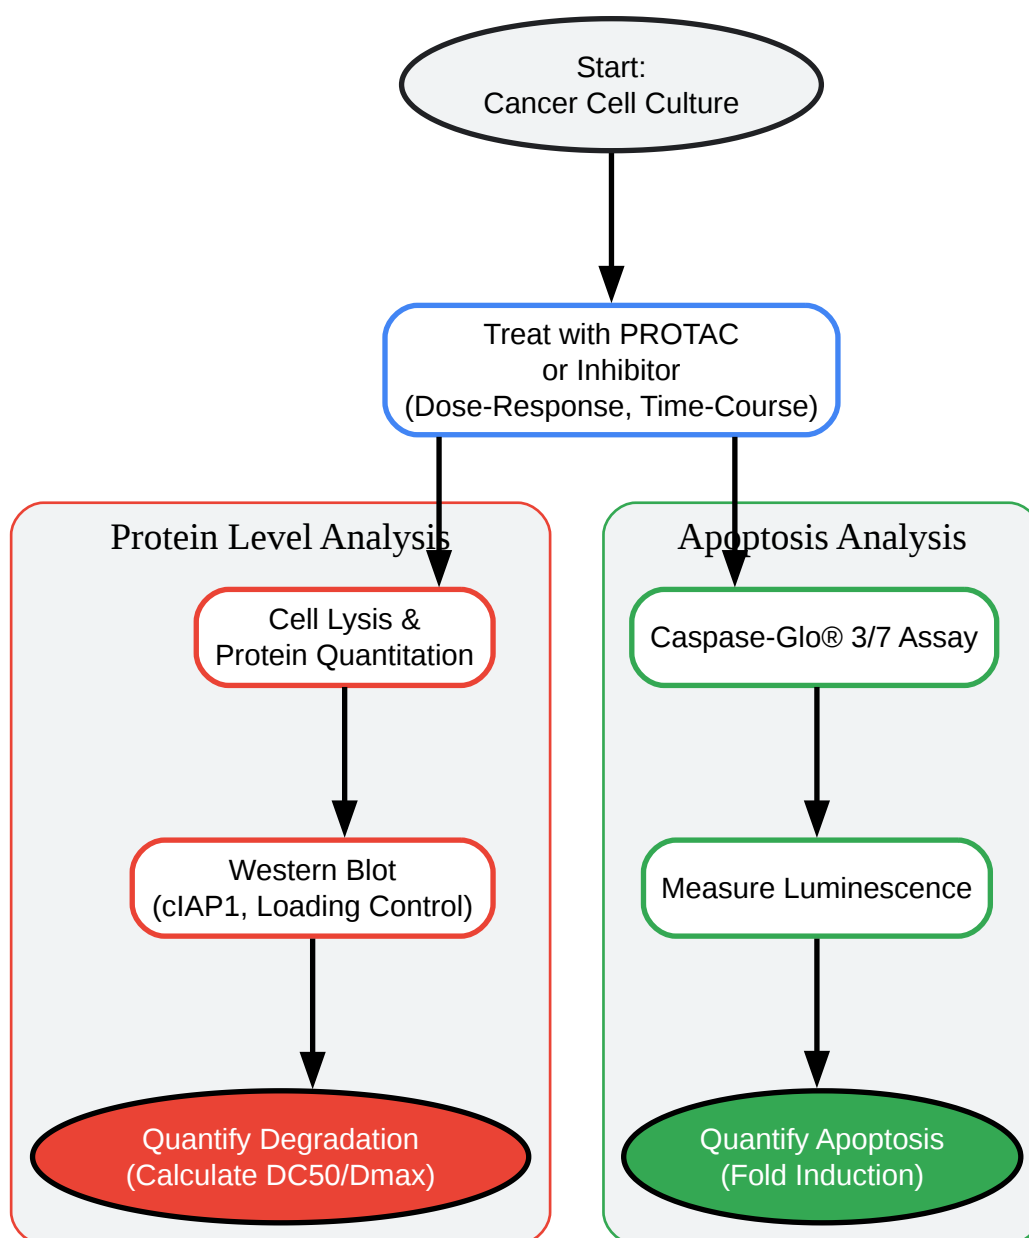 Start:
Cancer Cell Culture
Treat with PROTAC
or Inhibitor
(Dose-Response, Time-Course)
Protein Level Analysis
Cell Lysis &
Protein Quantitation
Western Blot
(cIAP1, Loading Control)
Quantify Degradation
(Calculate DC50/Dmax)
Apoptosis Analysis
Caspase-Glo® 3/7 Assay
Measure Luminescence
Quantify Apoptosis
(Fold Induction)